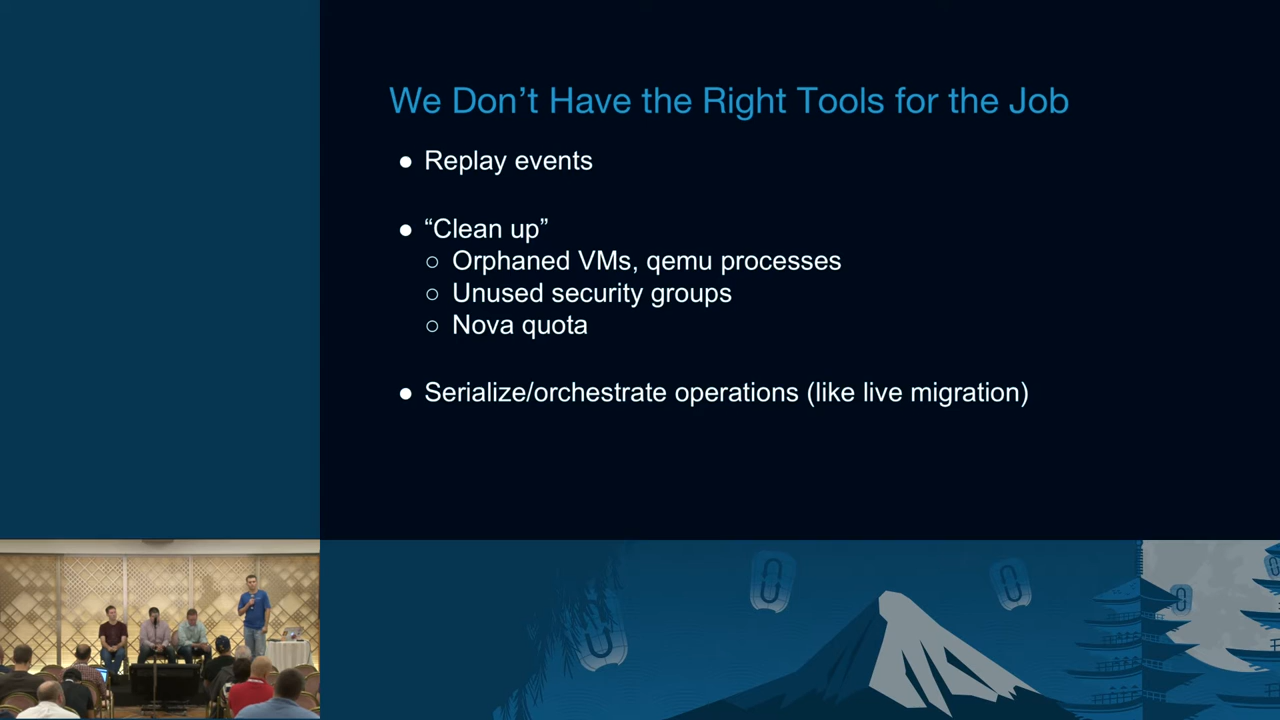 We Don’t Have the Right Tools for the Job
● Replay events
● “Clean up”
○ Orphaned VMs, qemu processes
○ Unused security groups
○ Nova quota
● Serialize/orchestrate operations (like live migration)